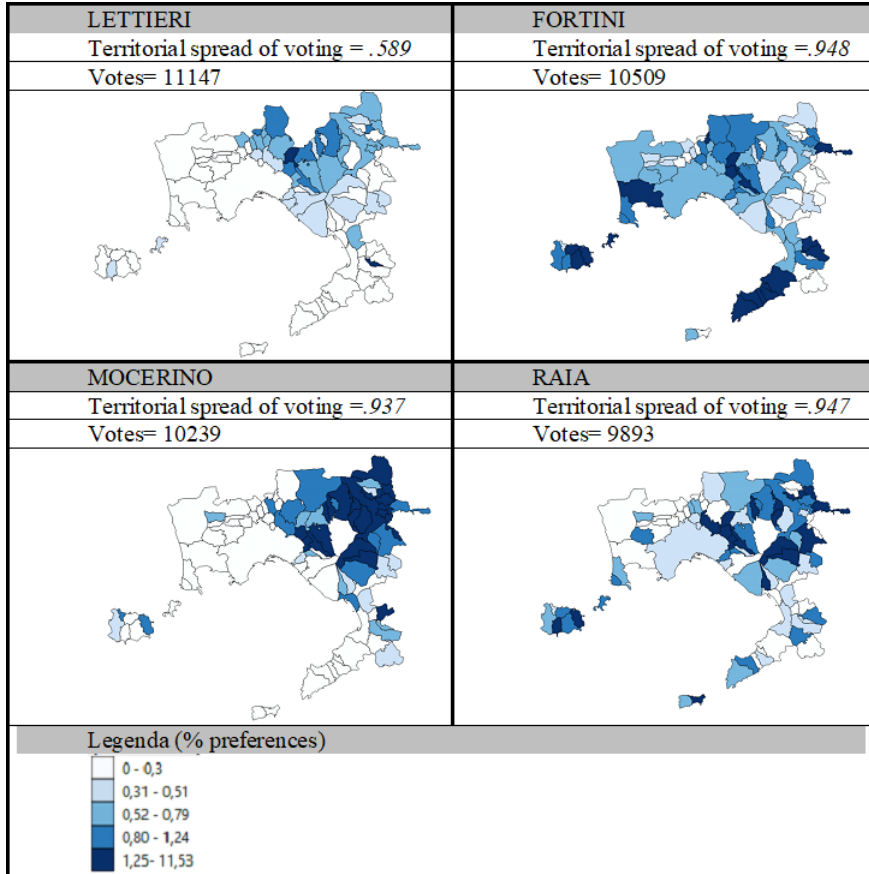 LETTIERI
Territorial spread of voting = .589
Votes= 11147
FORTINI
Territorial spread of voting =.948
Votes= 10509
MOCERINO
Territorial spread of voting =.937
Votes= 10239
RAIA
Territorial spread of voting =.947
Votes= 9893
Legenda (% preferences)
0 - 0,3
0,31 - 0,51
0,52 - 0,79
0,80 - 1,24
1,25- 11,53